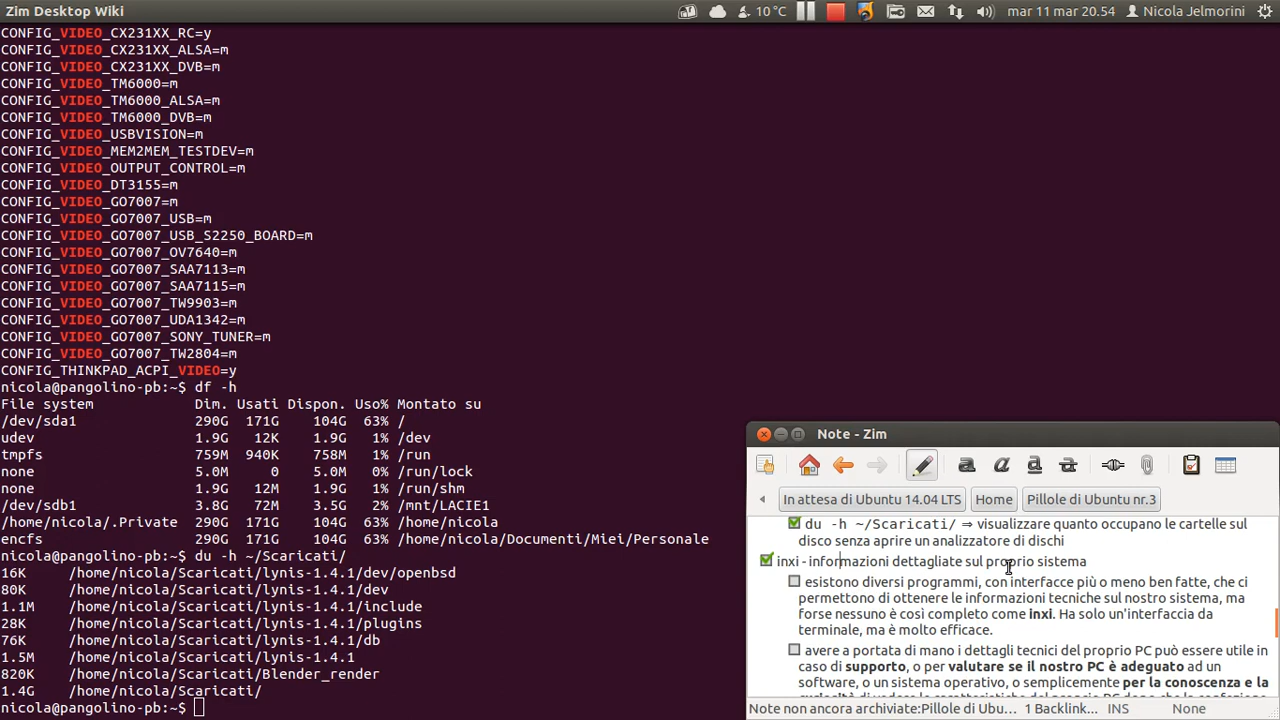 Zim Desktop Wiki
10 °C
mar 11 mar 20.54
Nicola Jelmorini
CONFIG_VIDEO_CX231XX_RC=y
CONFIG_VIDEO_CX231XX_ALSA=m
CONFIG_VIDEO_CX231XX_DVB=m
CONFIG_VIDEO_TM6000=m
CONFIG_VIDEO_TM6000_ALSA=m
CONFIG_VIDEO_TM6000_DVB=m
CONFIG_VIDEO_USBVISION=m
CONFIG_VIDEO_MEM2MEM_TESTDEV=m
CONFIG_VIDEO_OUTPUT_CONTROL=m
CONFIG_VIDEO_DT3155=m
CONFIG_VIDEO_GO7007=m
CONFIG_VIDEO_GO7007_USB=m
CONFIG_VIDEO_GO7007_USB_S2250_BOARD=m
CONFIG_VIDEO_GO7007_OV7640=m
CONFIG_VIDEO_GO7007_SAA7113=m
CONFIG_VIDEO_GO7007_SAA7115=m
CONFIG_VIDEO_GO7007_TW9903=m
CONFIG_VIDEO_GO7007_UDA1342=m
CONFIG_VIDEO_GO7007_SONY_TUNER=m
CONFIG_VIDEO_GO7007_TW2804=m
CONFIG_THINKPAD_ACPI_VIDEO=y
nicola@pangolino-pb:~$ df -h
File system Dim. Usati Dispon. Uso% Montato su
/dev/sda1 290G 171G 104G 63% /
udev 1.9G 12K 1.9G 1% /dev
tmpfs 759M 940K 758M 1% /run
none 5.0M 0 5.0M 0% /run/lock
none 1.9G 12M 1.9G 1% /run/shm
/dev/sdb1 3.8G 72M 3.5G 2% /mnt/LACIE1
/home/nicola/.Private 290G 171G 104G 63% /home/nicola
encfs 290G 171G 104G 63% /home/nicola/Documenti/Miei/Personale
nicola@pangolino-pb:~$ du -h ~/Scaricati/
16K /home/nicola/Scaricati/lynis-1.4.1/dev/openbsd
80K /home/nicola/Scaricati/lynis-1.4.1/dev
1.1M /home/nicola/Scaricati/lynis-1.4.1/include
28K /home/nicola/Scaricati/lynis-1.4.1/plugins
76K /home/nicola/Scaricati/lynis-1.4.1/db
1.5M /home/nicola/Scaricati/lynis-1.4.1
820K /home/nicola/Scaricati/Blender_render
1.4G /home/nicola/Scaricati/
nicola@pangolino-pb:~$
Note - Zim
In attesa di Ubuntu 14.04 LTS
Home
Pillole di Ubuntu nr.3
du -h ~/Scaricati/ ⇒ visualizzare quanto occupano le cartelle sul
disco senza aprire un analizzatore di dischi
inxi - informazioni dettagliate sul proprio sistema
esistono diversi programmi, con interfacce più o meno ben fatte, che ci
permettono di ottenere le informazioni tecniche sul nostro sistema, ma
forse nessuno è così completo come inxi. Ha solo un'interfaccia da
terminale, ma è molto efficace.
avere a portata di mano i dettagli tecnici del proprio PC può essere utile in
caso di supporto, o per valutare se il nostro PC è adeguato ad un
software, o un sistema operativo, o semplicemente per la conoscenza e la
Note non ancora archiviate:Pillole di Ubu...
1 Backlink...
INS
None